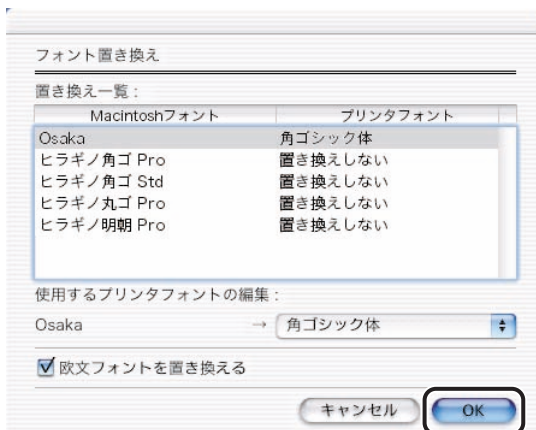 フォント置き換え
置き換え一覧：
Macintoshフォント プリンタフォント
Osaka 角ゴシック体
ヒラギノ角ゴ Pro 置き換えしない
ヒラギノ角ゴ Std 置き換えしない
ヒラギノ丸ゴ Pro 置き換えしない
ヒラギノ明朝 Pro 置き換えしない
使用するプリンタフォントの編集：
Osaka → 角ゴシック体
欧文フォントを置き換える
キャンセル OK